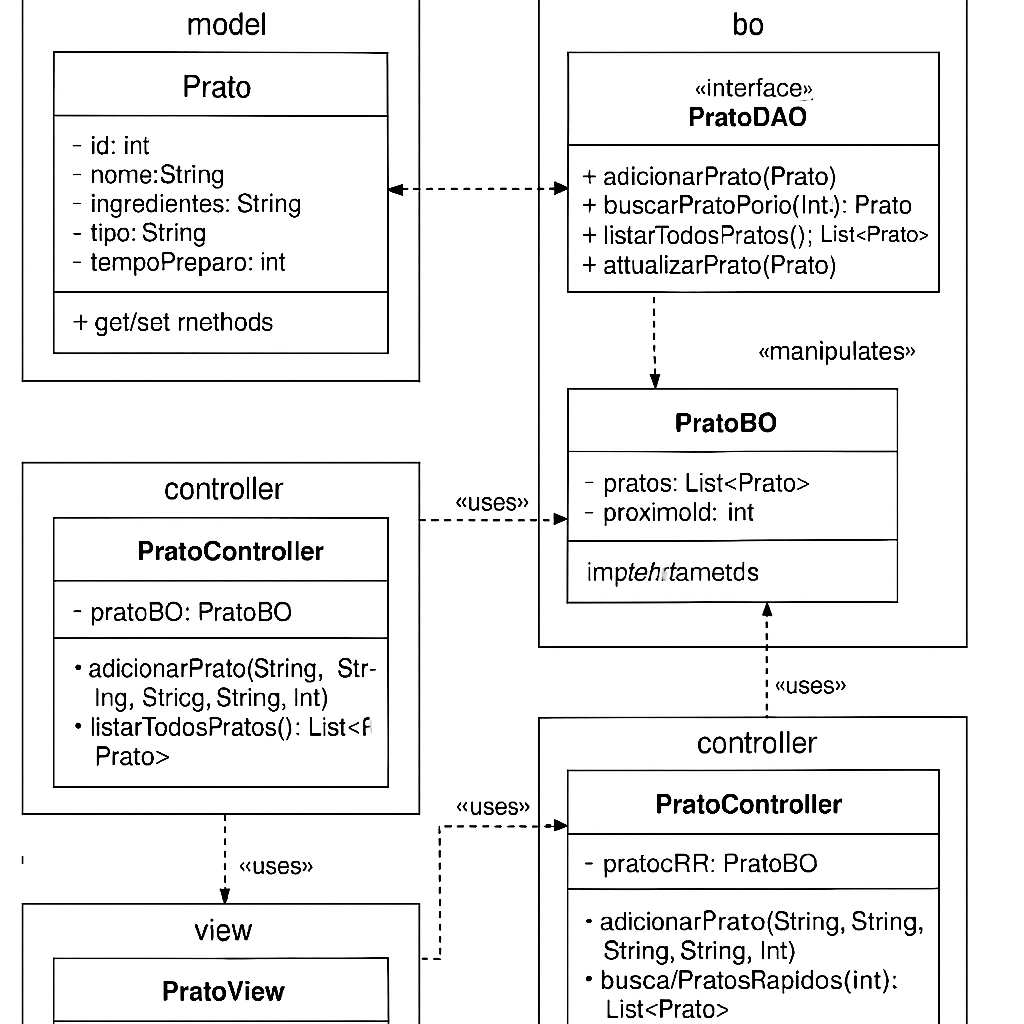 model
Prato
- id: int
- nome:String
- ingredientes: String
- tipo: String
- tempoPreparo: int
+ get/set rnethods
bo
«interface»
PratoDAO
+ adicionarPrato(Prato)
+ buscarPratoPorio(Int.): Prato
+ listarTodosPratos(); List<Prato>
+ attualizarPrato(Prato)
«manipulates»
PratoBO
- pratos: List<Prato>
- proximold: int
controller
PratoController
- pratoBO: PratoBO
• adicionarPrato(String, Str-
Ing, Stricg, String, Int)
• listarTodosPratos(): List<
Prato>
«uses»
«uses»
«uses»
«uses»
view
PratoView
controller
PratoController
- pratocRR: PratoBO
• adicionarPrato(String, String,
String, String, Int)
• busca/PratosRapidos(int):
List<Prato>